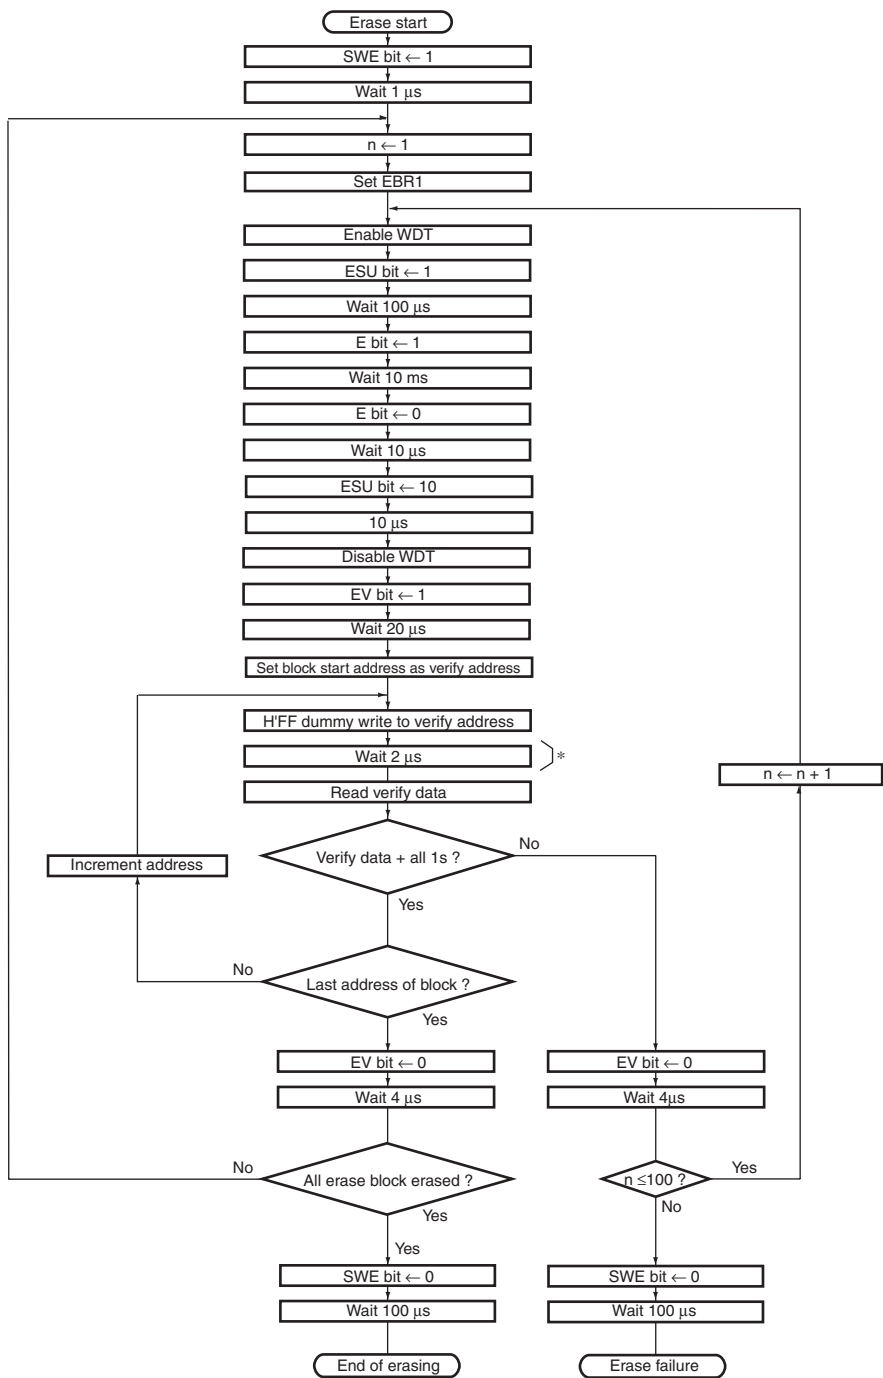 Erase start
SWE bit ← 1
Wait 1 µs
n ← 1
Set EBR1
Enable WDT
ESU bit ← 1
Wait 100 µs
E bit ← 1
Wait 10 ms
E bit ← 0
Wait 10 µs
ESU bit ← 10
10 µs
Disable WDT
EV bit ← 1
Wait 20 µs
Set block start address as verify address
H'FF dummy write to verify address
Wait 2 µs
*
n ← n + 1
Read verify data
No
Verify data + all 1s ?
Increment address
Yes
No
Last address of block ?
Yes
EV bit ← 0
EV bit ← 0
Wait 4 µs
Wait 4µs
No
Yes
All erase block erased ?
n ≤100 ?
Yes
No
Yes
SWE bit ← 0
SWE bit ← 0
Wait 100 µs
Wait 100 µs
End of erasing
Erase failure